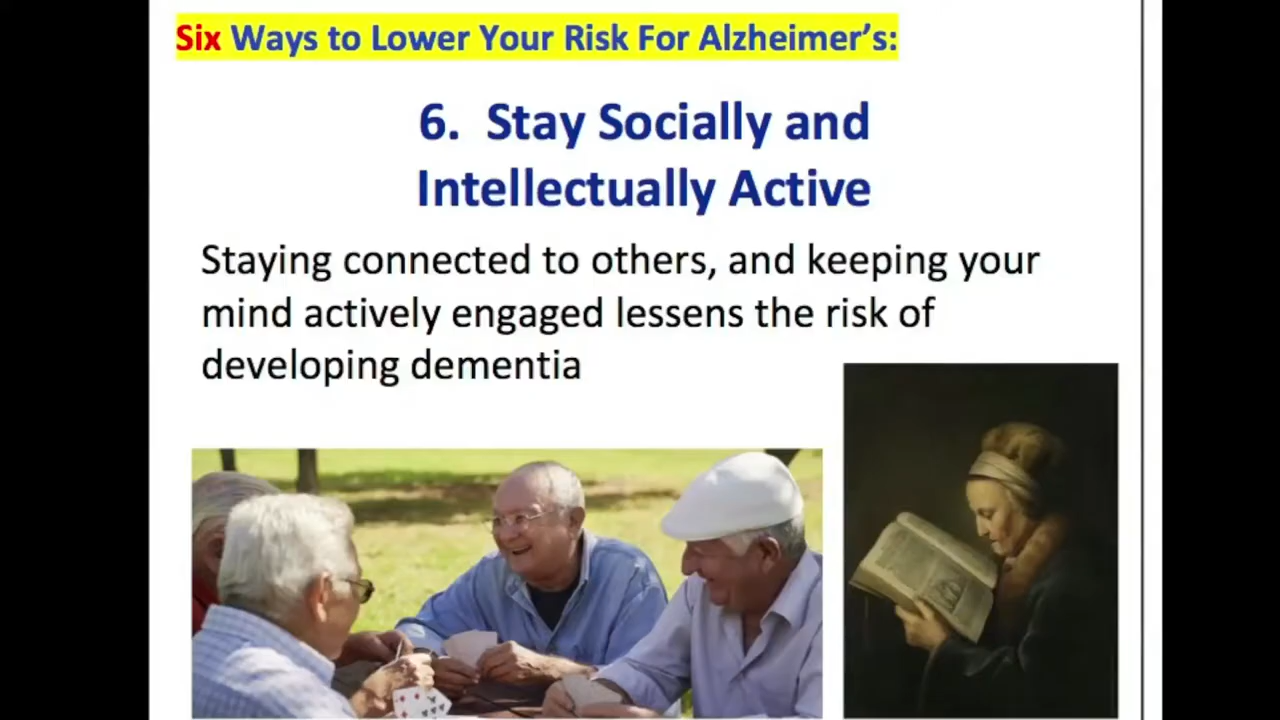 Six Ways to Lower Your Risk For Alzheimer’s:
6. Stay Socially and
Intellectually Active
Staying connected to others, and keeping your
mind actively engaged lessens the risk of
developing dementia